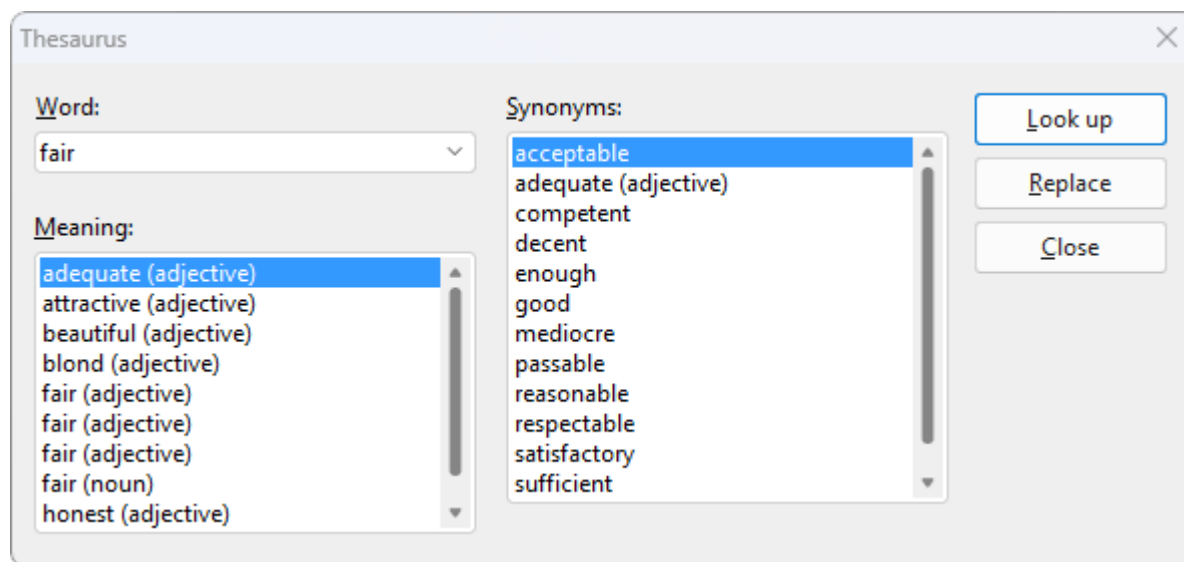 Thesaurus
Word:
fair
Meaning:
adequate (adjective)
attractive (adjective)
beautiful (adjective)
blond (adjective)
fair (adjective)
fair (adjective)
fair (adjective)
fair (noun)
honest (adjective)
Synonyms:
acceptable
adequate (adjective)
competent
decent
enough
good
mediocre
passable
reasonable
respectable
satisfactory
sufficient
Look up
Replace
Close